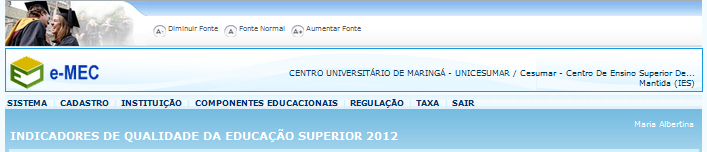 A- Diminuir Fonte A Fonte Normal A+ Aumentar Fonte
e-MEC
CENTRO UNIVERSITÁRIO DE MARINGÁ - UNICESUMAR / Cesumar - Centro De Ensino Superior De...
Mantida (IES)
SISTEMA CADASTRO INSTITUIÇÃO COMPONENTES EDUCACIONAIS REGULAÇÃO TAXA SAIR
Maria Albertina
INDICADORES DE QUALIDADE DA EDUCAÇÃO SUPERIOR 2012